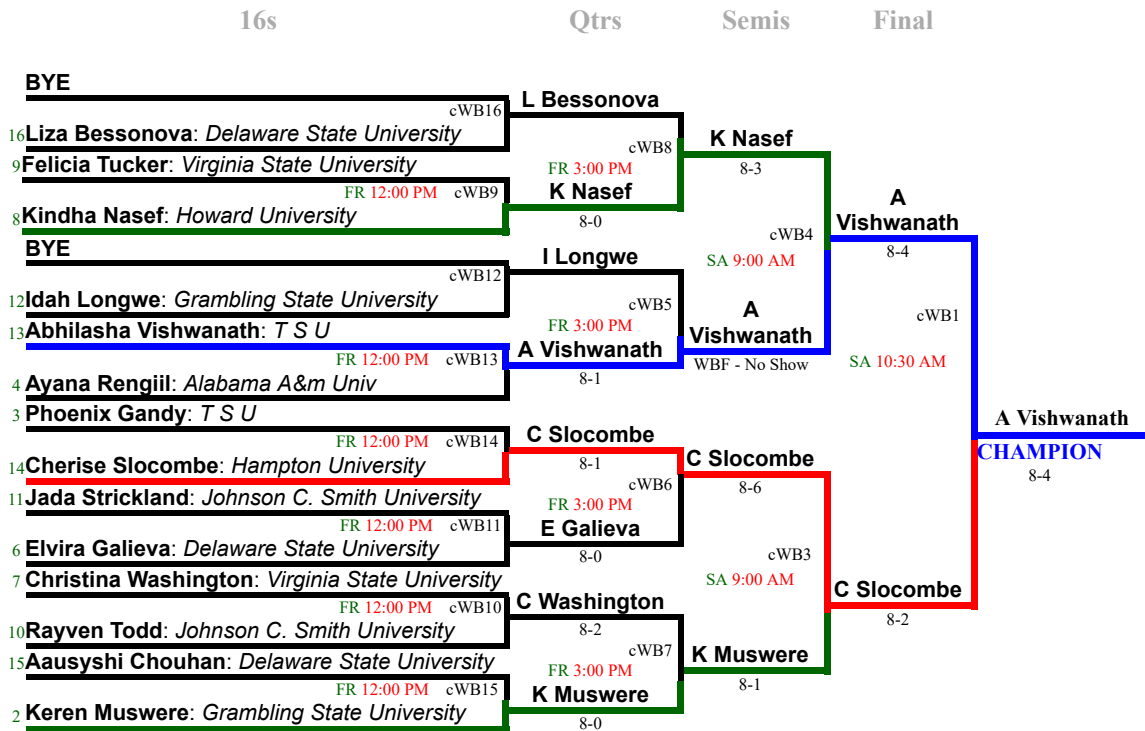 16s Qtrs Semis Final
BYE
cWB16
L Bessonova
16 Liza Bessonova: Delaware State University
cWB8
K Nasef
9 Felicia Tucker: Virginia State University
FR 3:00 PM
8-3
FR 12:00 PM cWB9
K Nasef
8 Kindha Nasef: Howard University
8-0
A
Vishwanath
cWB4
BYE
8-4
I Longwe
SA 9:00 AM
cWB12
12 Idah Longwe: Grambling State University
cWB5
A
Vishwanath
cWB1
13 Abhilasha Vishwanath: T S U
FR 3:00 PM
FR 12:00 PM cWB13
A Vishwanath
WBF - No Show
SA 10:30 AM
4 Ayana Rengiil: Alabama A&m Univ
8-1
3 Phoenix Gandy: T S U
A Vishwanath
C Slocombe
FR 12:00 PM cWB14
CHAMPION
8-1
C Slocombe
14 Cherise Slocombe: Hampton University
8-4
cWB6
8-6
11 Jada Strickland: Johnson C. Smith University
FR 3:00 PM
FR 12:00 PM cWB11
E Galieva
6 Elvira Galieva: Delaware State University
8-0
cWB3
7 Christina Washington: Virginia State University
SA 9:00 AM
C Slocombe
FR 12:00 PM cWB10
C Washington
8-2
10 Rayven Todd: Johnson C. Smith University
8-2
cWB7
K Muswere
15 Aausyshi Chouhan: Delaware State University
FR 3:00 PM
8-1
FR 12:00 PM cWB15
K Muswere
2 Keren Muswere: Grambling State University
8-0